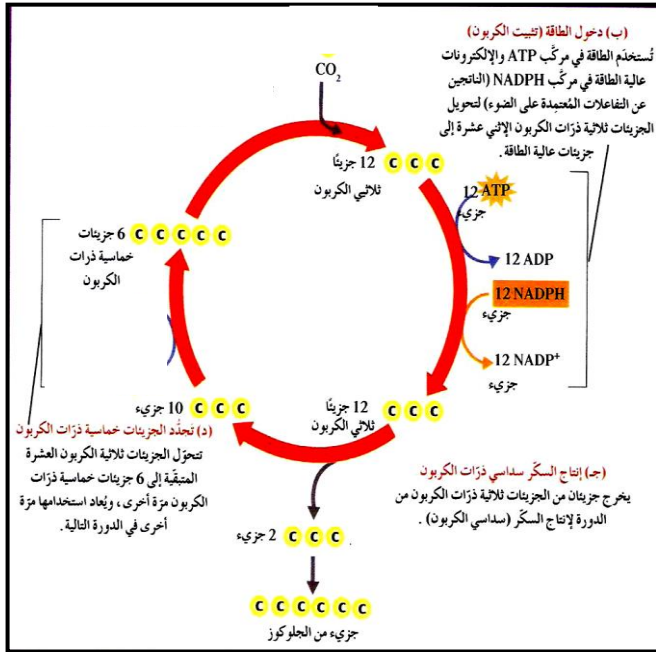 (ب) دخول الطاقة (تثبيت الكربون)
تُستخدَم الطاقة في مركَّب ATP والإلكترونات
عالية الطاقة في مركَّب NADPH (الناتجين
عن التفاعلات المُعتمِدة على الضوء) لتحويل
الجزيئات ثلاثية ذرّات الكربون الإثني عشرة إلى
جزيئات عالية الطاقة.
CO2
12 جزيئًا C C C
ثلاثيي الكربون
12 ATP
جزيء
12 ADP
12 NADPH
جزيء
12 NADP+
جزيء
6 جزيئات C C C C C
خماسية ذرات
الكربون
12 جزيئًا C C C
ثلاثي الكربون
10 جزيء C C C
(د) تَجدُّد الجزيئات خماسية ذرّات الكربون
تتحوّل الجزيئات ثلاثية الكربون العشرة
المتبقّية إلى 6 جزيئات خماسية ذرّات
الكربون مرّة أخرى، ويُعاد استخدامها مرّة
أخرى في الدورة التالية.
(جـ) إنتاج السكّر سداسي ذرّات الكربون
يخرج جزيئان من الجزيئات ثلاثية ذرّات الكربون من
الدورة لإنتاج السكّر (سداسي الكربون).
2 جزيء C C C
C C C C C C
جزيء من الجلوكوز